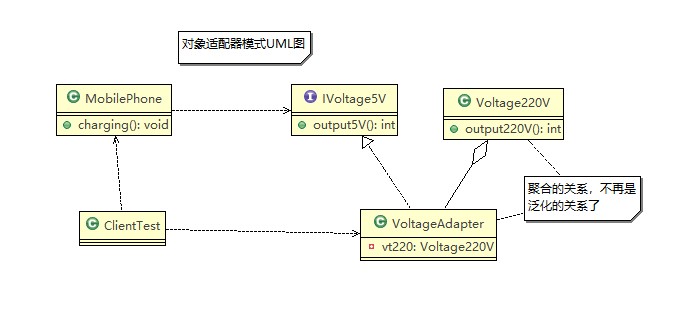 对象适配器模式UML图
C MobilePhone
charging(): void
I IVoltage5V
output5V(): int
C Voltage220V
output220V(): int
聚合的关系，不再是
泛化的关系了
C ClientTest
C VoltageAdapter
vt220: Voltage220V